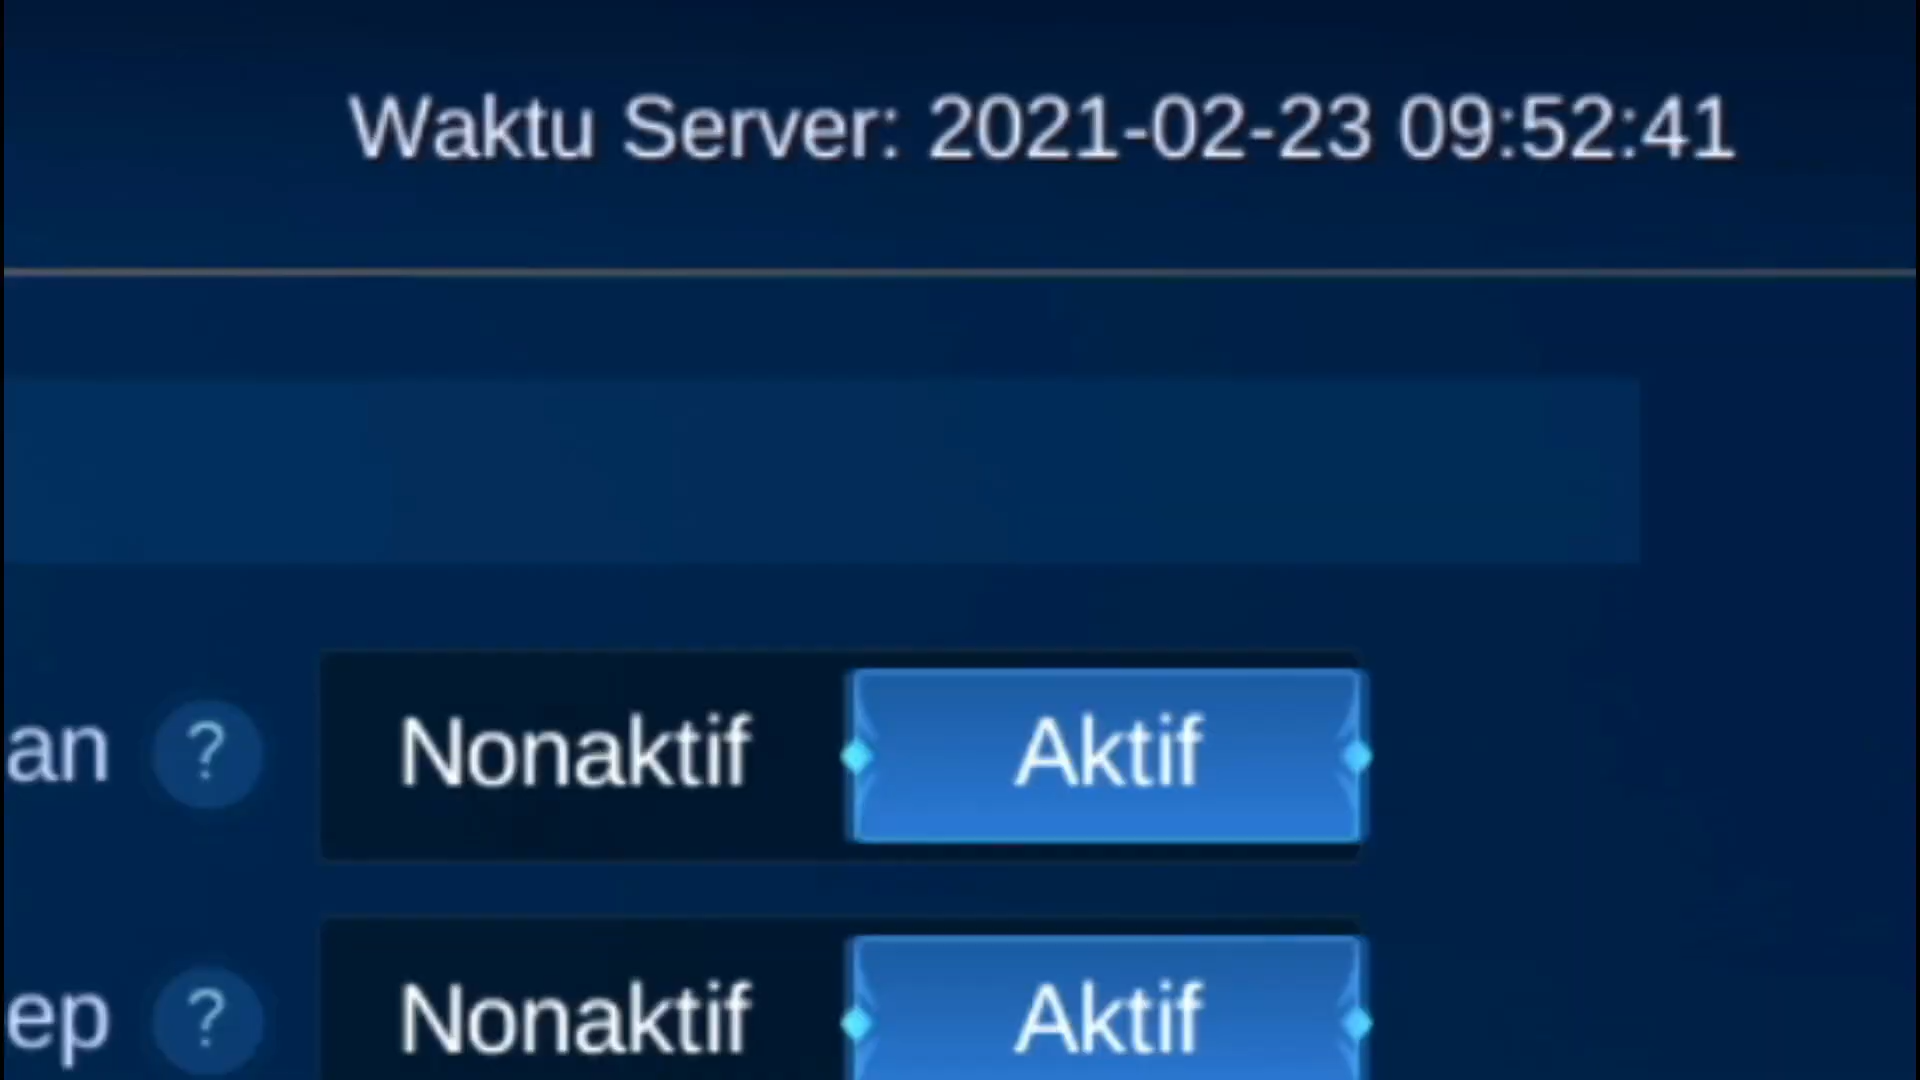 Waktu Server: 2021-02-23 09:52:41
an ? Nonaktif Aktif
ep ? Nonaktif Aktif